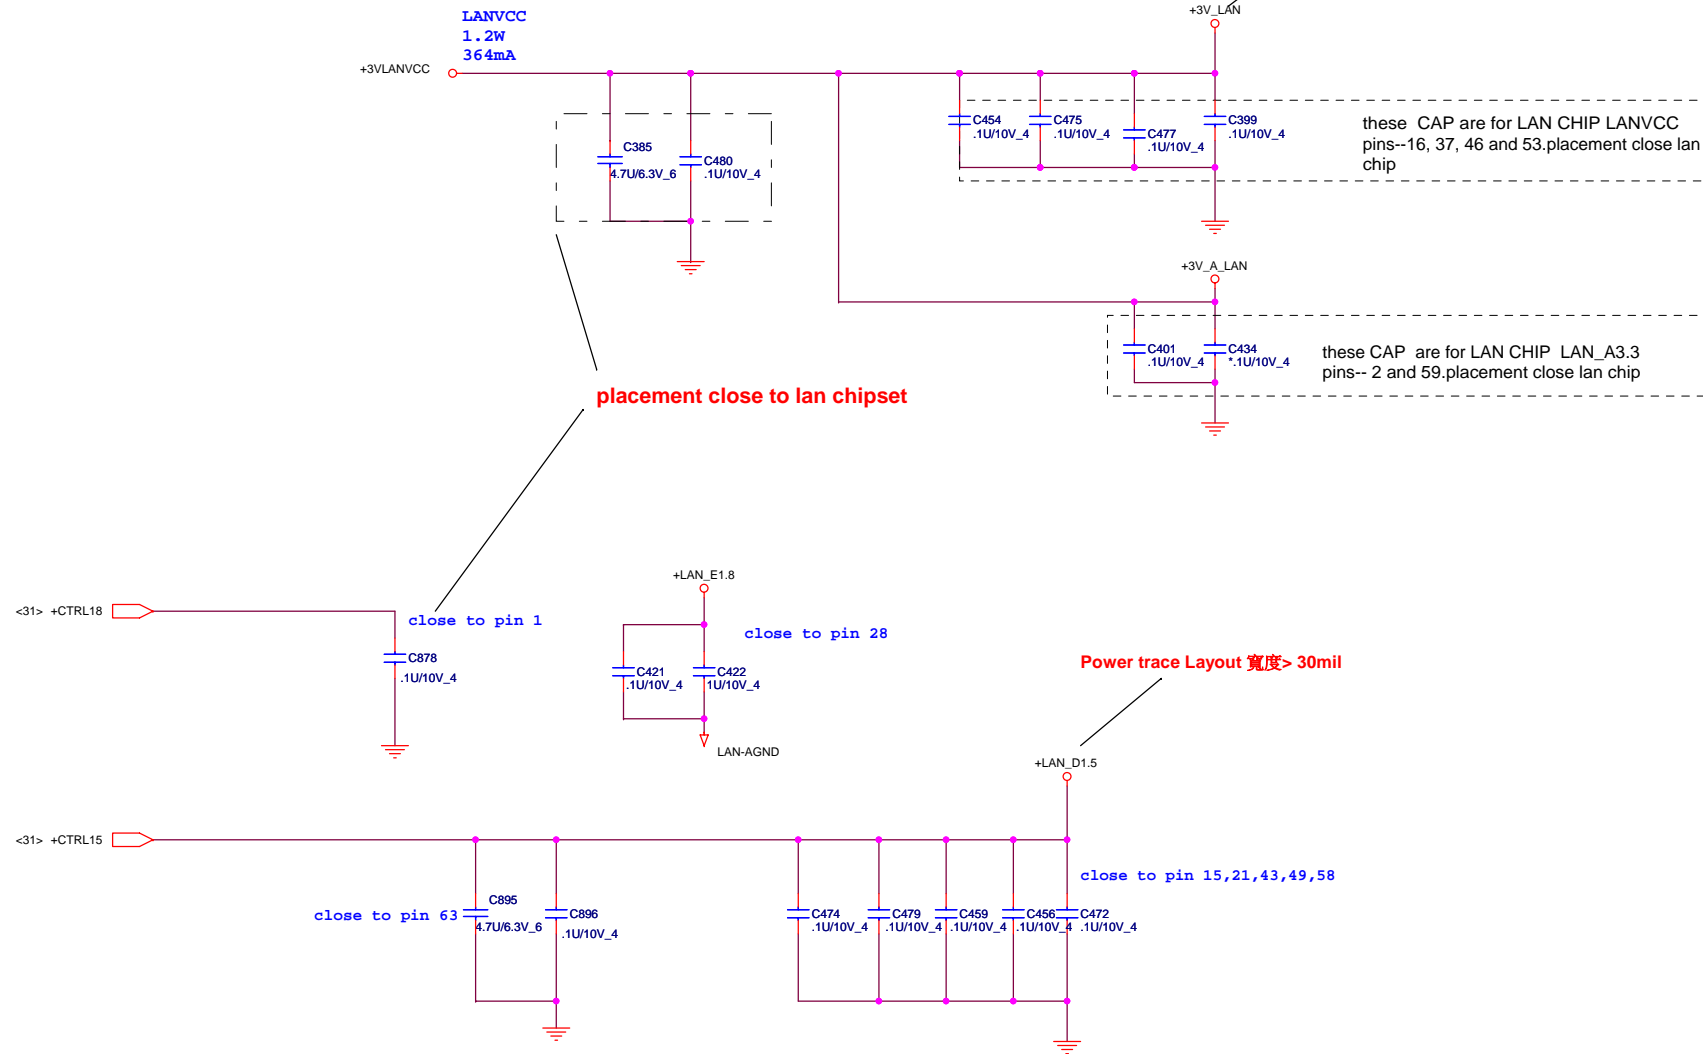 LANVCC
1.2W
364mA
+3VLANVCC
+3V_LAN
C385
4.7U/6.3V_6
C480
.1U/10V_4
C454
.1U/10V_4
C475
.1U/10V_4
C477
.1U/10V_4
C399
.1U/10V_4
these CAP are for LAN CHIP LANVCC
pins--16, 37, 46 and 53.placement close lan
chip
+3V_A_LAN
C401
.1U/10V_4
C434
*.1U/10V_4
these CAP are for LAN CHIP LAN_A3.3
pins-- 2 and 59.placement close lan chip
placement close to lan chipset
<31> +CTRL18
close to pin 1
C878
.1U/10V_4
+LAN_E1.8
close to pin 28
C421
.1U/10V_4
C422
1U/10V_4
LAN-AGND
Power trace Layout 寬度> 30mil
+LAN_D1.5
<31> +CTRL15
close to pin 15,21,43,49,58
close to pin 63
C895
4.7U/6.3V_6
C896
.1U/10V_4
C474
.1U/10V_4
C479
.1U/10V_4
C459
.1U/10V_4
C456
.1U/10V_4
C472
.1U/10V_4